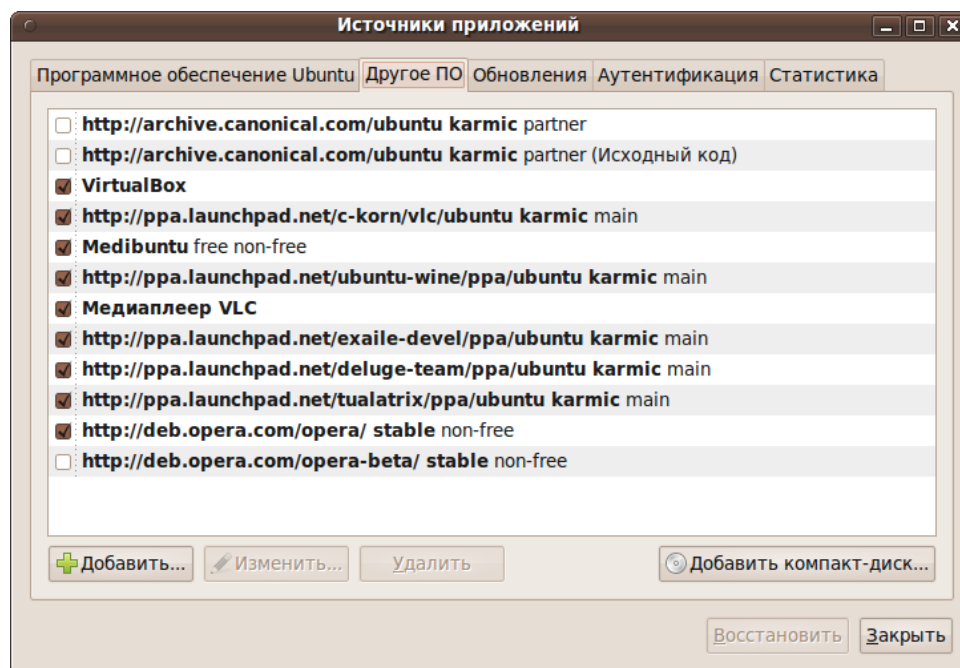 Источники приложений
Программное обеспечение Ubuntu Другое ПО Обновления Аутентификация Статистика
http://archive.canonical.com/ubuntu karmic partner
http://archive.canonical.com/ubuntu karmic partner (Исходный код)
VirtualBox
http://ppa.launchpad.net/c-korn/vlc/ubuntu karmic main
Medibuntu free non-free
http://ppa.launchpad.net/ubuntu-wine/ppa/ubuntu karmic main
Медиаплеер VLC
http://ppa.launchpad.net/exaile-devel/ppa/ubuntu karmic main
http://ppa.launchpad.net/deluge-team/ppa/ubuntu karmic main
http://ppa.launchpad.net/tualatrix/ppa/ubuntu karmic main
http://deb.opera.com/opera/ stable non-free
http://deb.opera.com/opera-beta/ stable non-free
Добавить... Изменить... Удалить Добавить компакт-диск...
Восстановить Закрыть